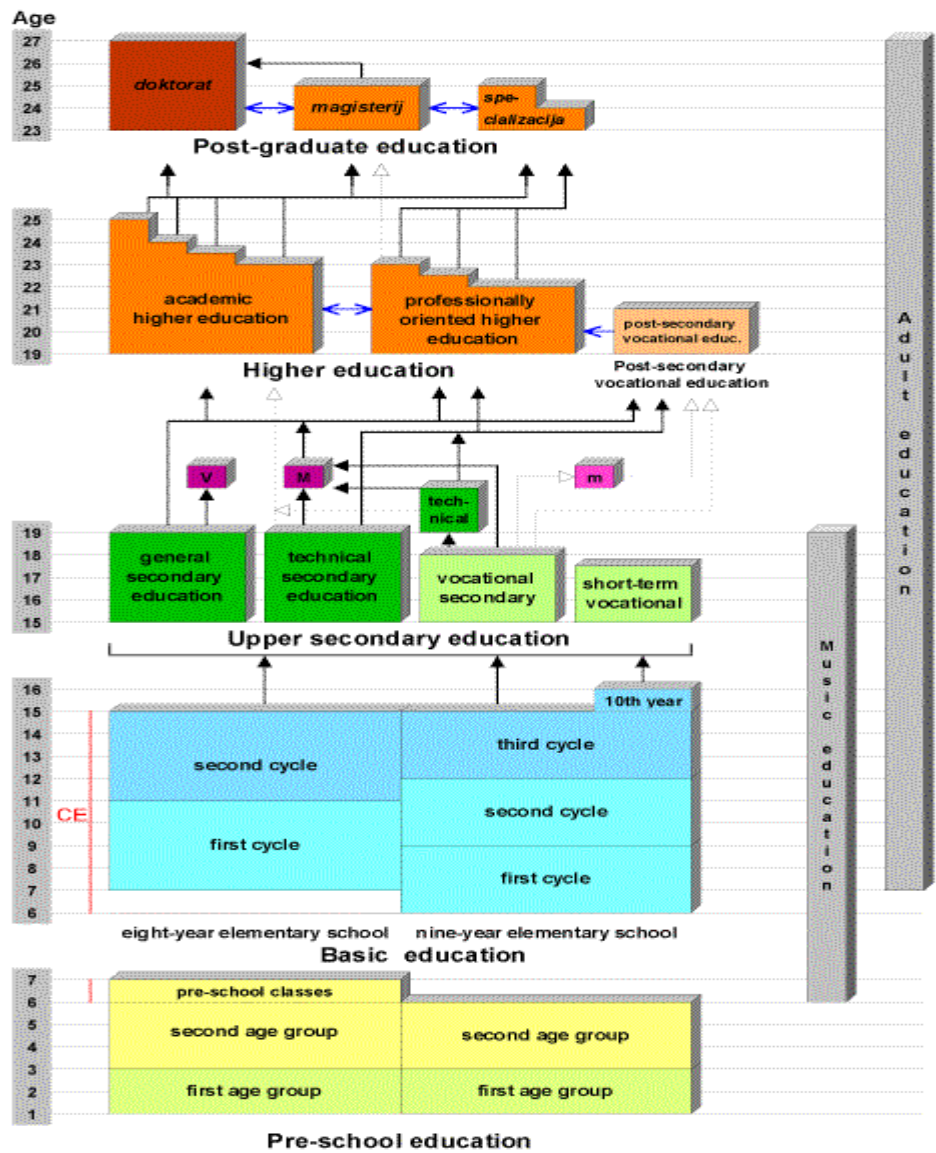 Age
27
26
25
24
23
doktorat
magisterij
spe-
cializacija
Post-graduate education
25
24
23
22
21
20
19
academic
higher education
professionally
oriented higher
education
post-secondary
vocational educ.
Higher education
Post-secondary
vocational education
V
M
m
tech-
nical
19
18
17
16
15
general
secondary
education
technical
secondary
education
vocational
secondary
short-term
vocational
Upper secondary education
16
15
14
13
12
11
10
9
8
7
6
CE
10th year
second cycle
third cycle
first cycle
second cycle
first cycle
eight-year elementary school
nine-year elementary school
Basic education
7
6
5
4
3
2
1
pre-school classes
second age group
second age group
first age group
first age group
Pre-school education
Music education
Adult education